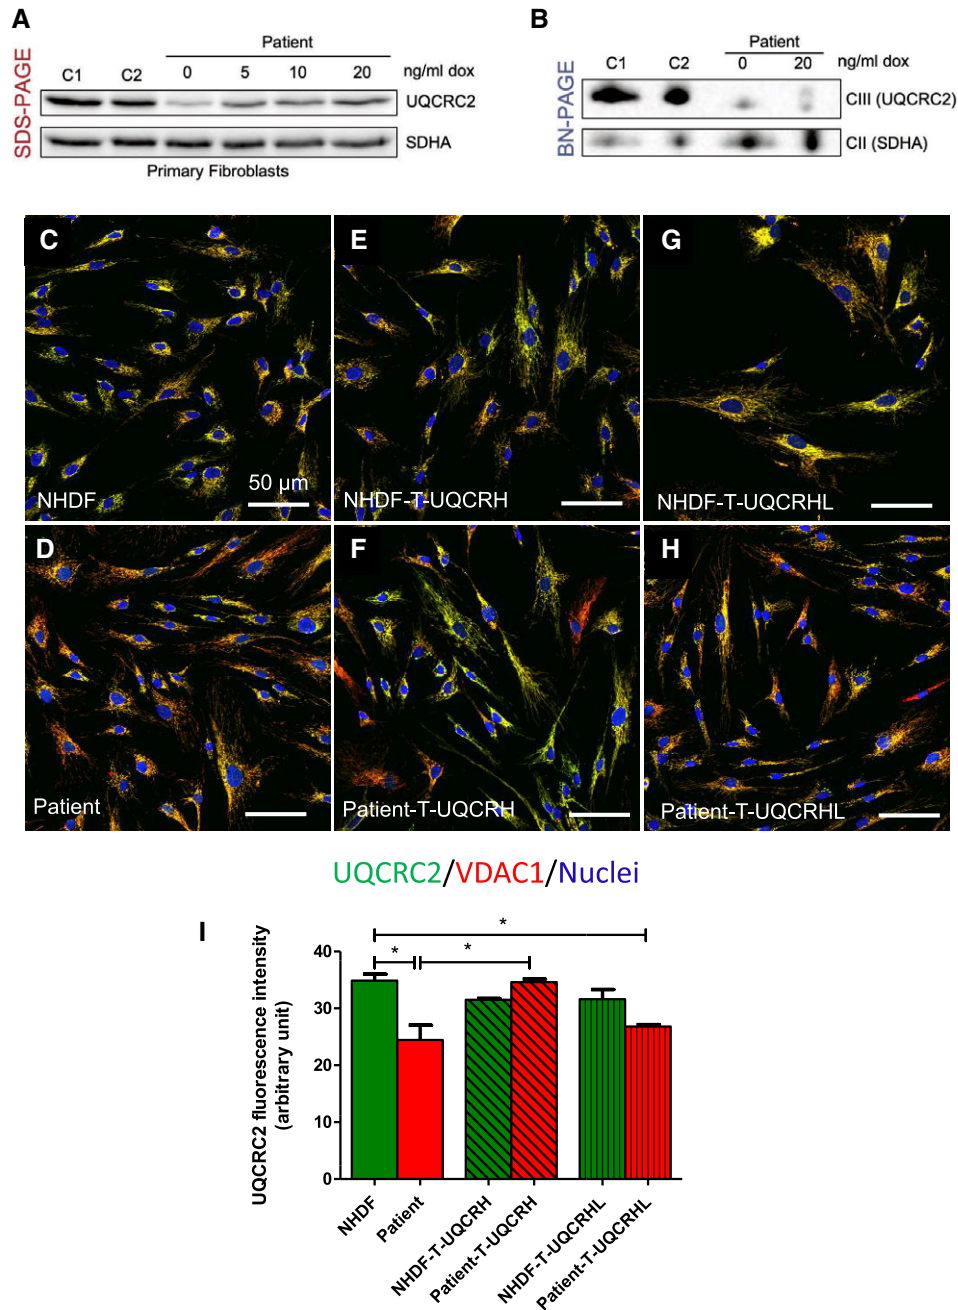 A
SDS-PAGE
Patient
C1 C2 0 5 10 20 ng/ml dox
UQCRC2
SDHA
Primary Fibroblasts
B
BN-PAGE
Patient
C1 C2 0 20 ng/ml dox
CIII (UQCRC2)
CII (SDHA)
C
50 µm
NHDF
E
NHDF-T-UQCRH
G
NHDF-T-UQCRHL
D
Patient
F
Patient-T-UQCRH
H
Patient-T-UQCRHL
UQCRC2/VDAC1/Nuclei
I
UQCRC2 fluorescence intensity
(arbitrary unit)
40
30
20
10
0
*
*
*
NHDF
Patient
NHDF-T-UQCRH
Patient-T-UQCRH
NHDF-T-UQCRHL
Patient-T-UQCRHL